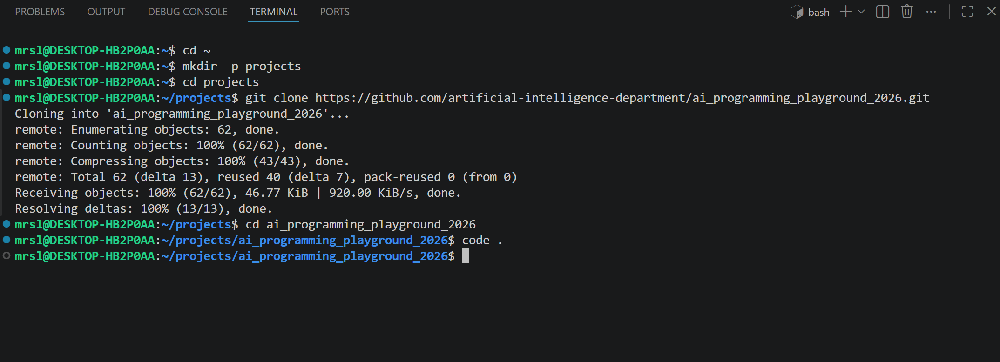 PROBLEMS OUTPUT DEBUG CONSOLE TERMINAL PORTS bash
mrsl@DESKTOP-HB2P0AA:~$ cd ~
mrsl@DESKTOP-HB2P0AA:~$ mkdir -p projects
mrsl@DESKTOP-HB2P0AA:~$ cd projects
mrsl@DESKTOP-HB2P0AA:~/projects$ git clone https://github.com/artificial-intelligence-department/ai_programming_playground_2026.git
Cloning into 'ai_programming_playground_2026'...
remote: Enumerating objects: 62, done.
remote: Counting objects: 100% (62/62), done.
remote: Compressing objects: 100% (43/43), done.
remote: Total 62 (delta 13), reused 40 (delta 7), pack-reused 0 (from 0)
Receiving objects: 100% (62/62), 46.77 KiB | 920.00 KiB/s, done.
Resolving deltas: 100% (13/13), done.
mrsl@DESKTOP-HB2P0AA:~/projects$ cd ai_programming_playground_2026
mrsl@DESKTOP-HB2P0AA:~/projects/ai_programming_playground_2026$ code .
mrsl@DESKTOP-HB2P0AA:~/projects/ai_programming_playground_2026$